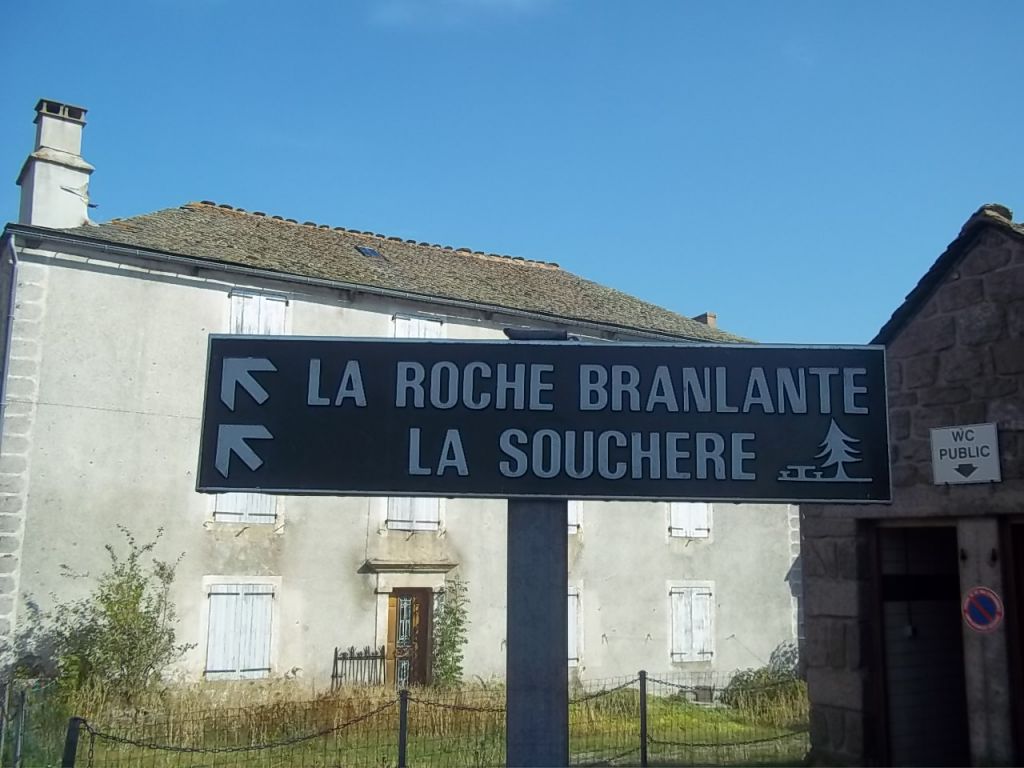 LA ROCHE BRANLANTE
LA SOUCHERE
WC
PUBLIC